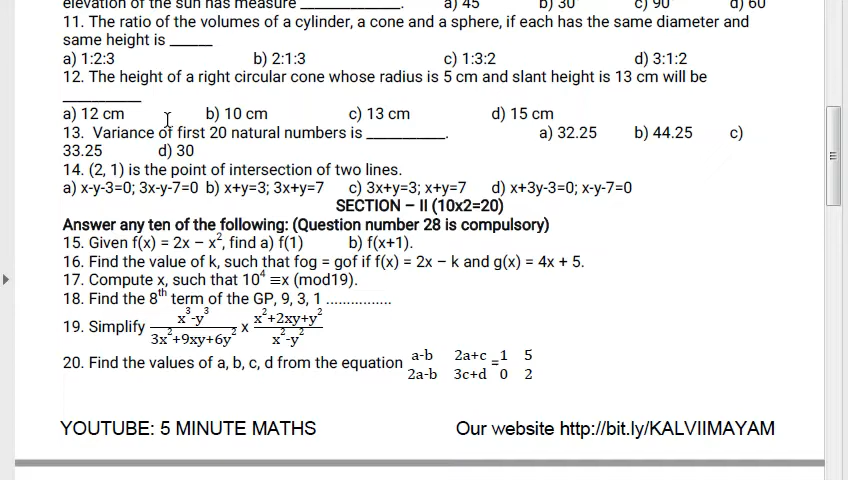 elevation of the sun has measure ____________. a) 45 b) 30 c) 90 d) 60
11. The ratio of the volumes of a cylinder, a cone and a sphere, if each has the same diameter and
same height is _____
a) 1:2:3 b) 2:1:3 c) 1:3:2 d) 3:1:2
12. The height of a right circular cone whose radius is 5 cm and slant height is 13 cm will be
_________
a) 12 cm b) 10 cm c) 13 cm d) 15 cm
13. Variance of first 20 natural numbers is _________. a) 32.25 b) 44.25 c)
33.25 d) 30
14. (2, 1) is the point of intersection of two lines.
a) x-y-3=0; 3x-y-7=0 b) x+y=3; 3x+y=7 c) 3x+y=3; x+y=7 d) x+3y-3=0; x-y-7=0
SECTION – II (10x2=20)
Answer any ten of the following: (Question number 28 is compulsory)
15. Given f(x) = 2x – x², find a) f(1) b) f(x+1).
16. Find the value of k, such that fog = gof if f(x) = 2x – k and g(x) = 4x + 5.
17. Compute x, such that 10⁴ ≡x (mod19).
18. Find the 8th term of the GP, 9, 3, 1 ................
19. Simplify (x³-y³)/(3x²+9xy+6y²) x (x²+2xy+y²)/(x²-y²)
20. Find the values of a, b, c, d from the equation a-b 2a+c =1 5
2a-b 3c+d 0 2
YOUTUBE: 5 MINUTE MATHS Our website http://bit.ly/KALVIIMAYAM